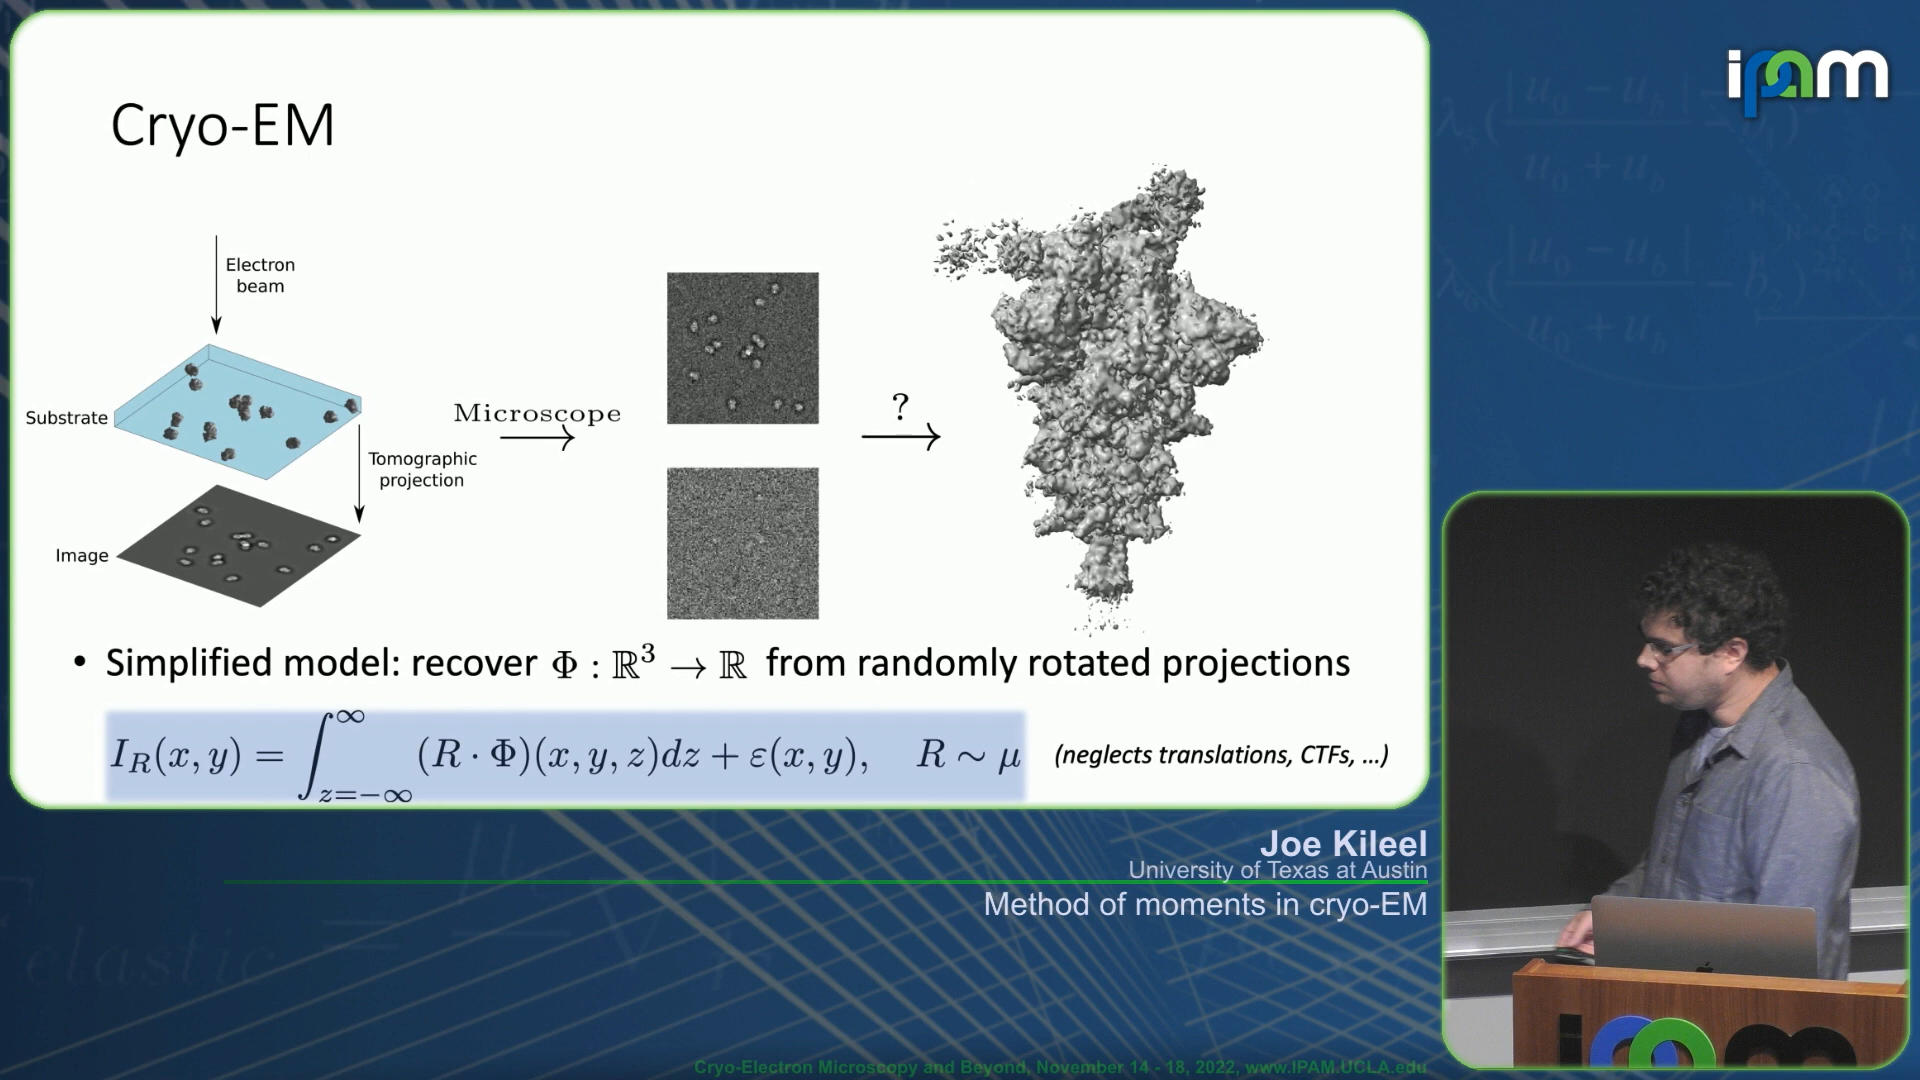 ipam
Cryo-EM
Electron
beam
Substrate
Tomographic
projection
Image
Microscope
?
• Simplified model: recover Φ : ℝ³ → ℝ from randomly rotated projections
I_R(x, y) = ∫_{z=−∞}^{∞} (R · Φ)(x, y, z)dz + ε(x, y), R ∼ μ (neglects translations, CTFs, ...)
Joe Kileel
University of Texas at Austin
Method of moments in cryo-EM
elastic
ipam
Cryo-Electron Microscopy and Beyond, November 14 - 18, 2022, www.IPAM.UCLA.edu